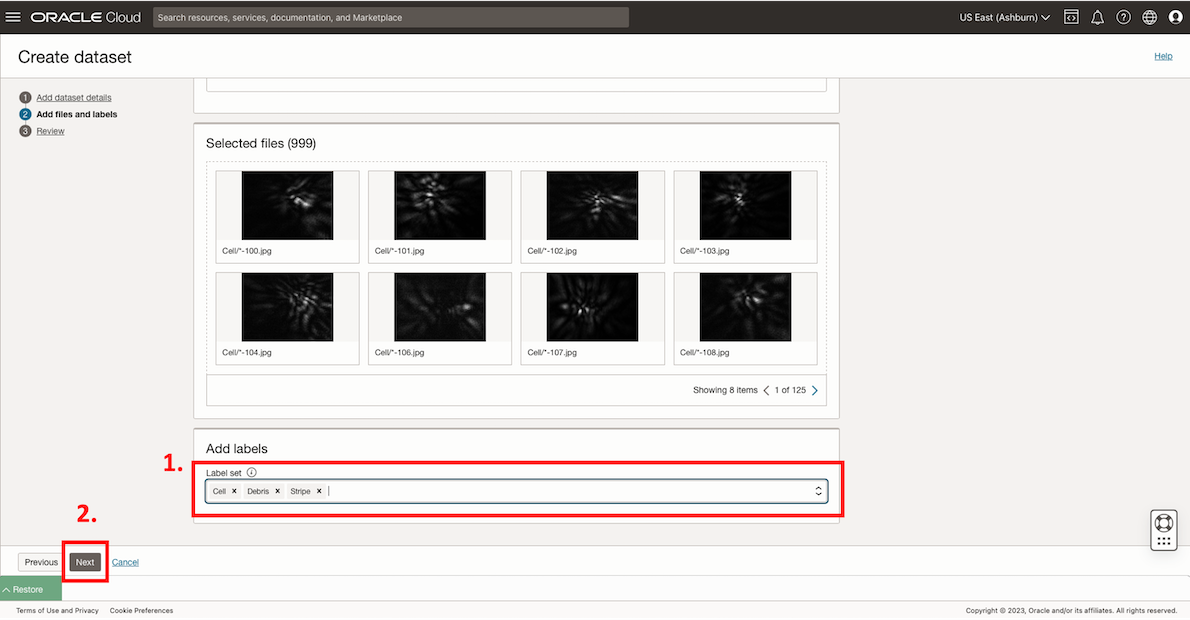 ORACLE Cloud
Search resources, services, documentation, and Marketplace
US East (Ashburn)
Create dataset
Help
1 Add dataset details
2 Add files and labels
3 Review
Selected files (999)
Cell/*-100.jpg
Cell/*-101.jpg
Cell/*-102.jpg
Cell/*-103.jpg
Cell/*-104.jpg
Cell/*-106.jpg
Cell/*-107.jpg
Cell/*-108.jpg
Showing 8 items
1 of 125
Add labels
1.
Label set
Cell × Debris × Stripe ×
2.
Previous Next Cancel
Restore
Terms of Use and Privacy Cookie Preferences
Copyright © 2023, Oracle and/or its affiliates. All rights reserved.